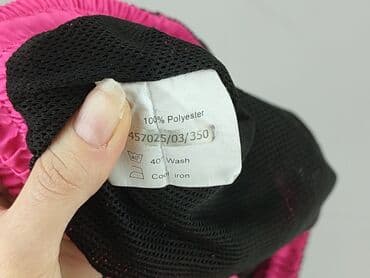 100% Polyester
457025/03/350
40° Wash
Cool Iron